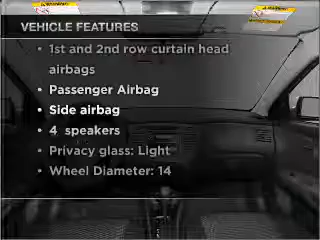 VEHICLE FEATURES
• 1st and 2nd row curtain head
airbags
• Passenger Airbag
• Side airbag
• 4 speakers
• Privacy glass: Light
• Wheel Diameter: 14